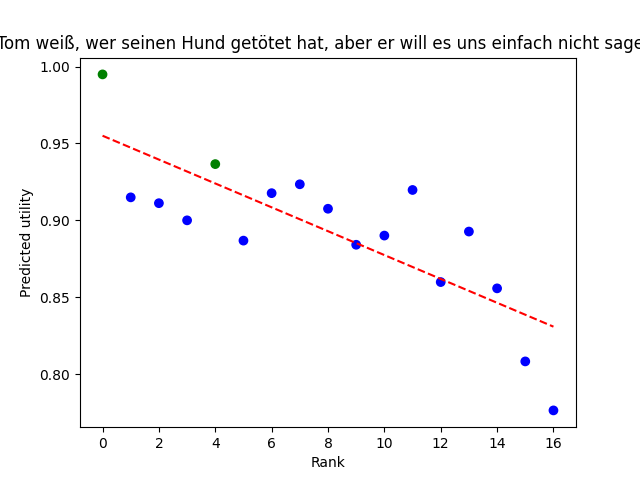 Tom weiß, wer seinen Hund getötet hat, aber er will es uns einfach nicht sage
1.00
0.95
0.90
0.85
0.80
Predicted utility
0 2 4 6 8 10 12 14 16
Rank